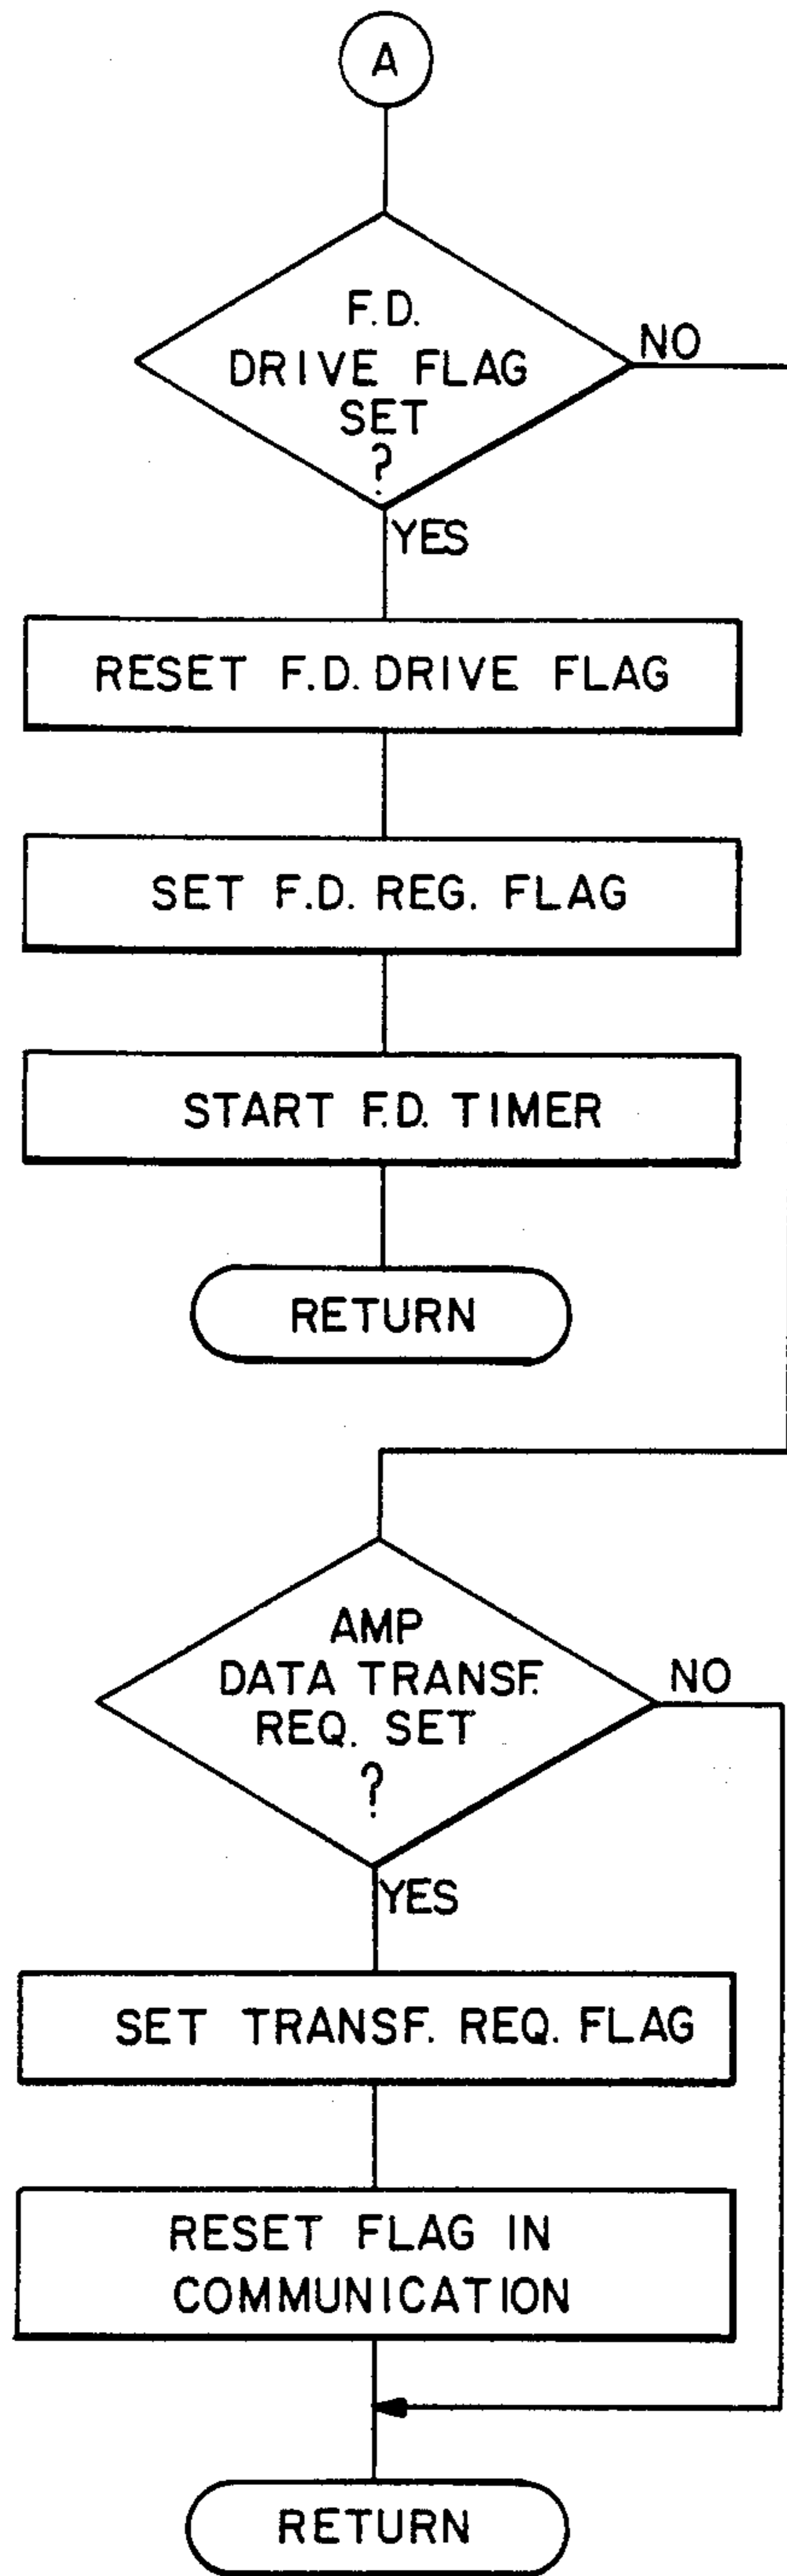 A
F.D.
DRIVE FLAG
SET
?
NO
YES
RESET F.D. DRIVE FLAG
SET F.D. REG. FLAG
START F.D. TIMER
RETURN
AMP
DATA TRANSF.
REQ. SET
?
NO
YES
SET TRANSF. REQ. FLAG
RESET FLAG IN
COMMUNICATION
RETURN